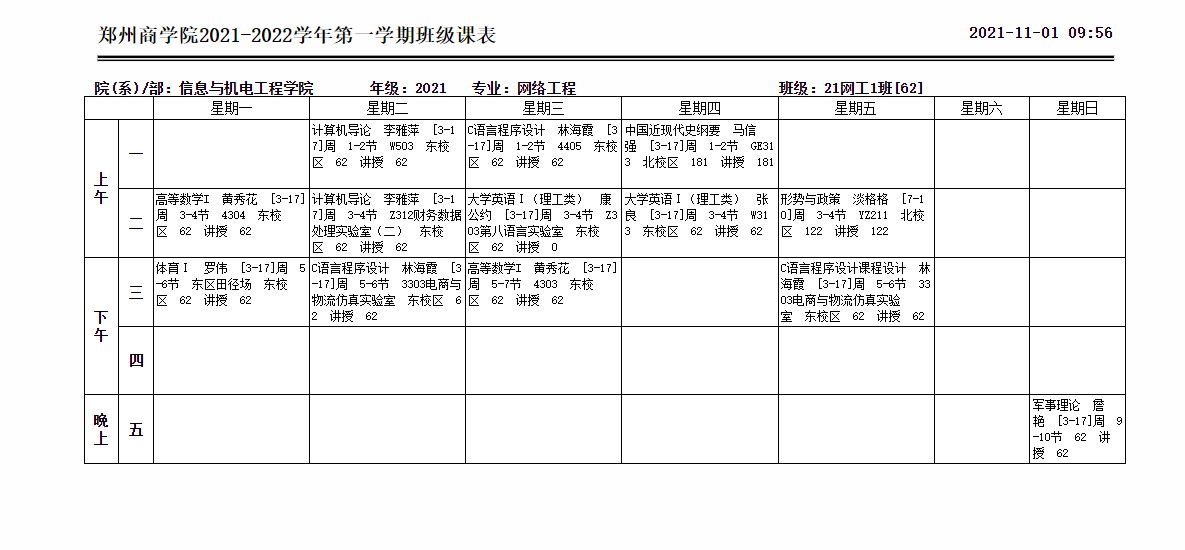 郑州商学院2021-2022学年第一学期班级课表
2021-11-01 09:56
院(系)/部: 信息与机电工程学院 年级: 2021 专业: 网络工程 班级: 21网工1班[62]
星期一 星期二 星期三 星期四 星期五 星期六 星期日
上午
一
计算机导论 李雅萍 [3-1
7]周 1-2节 W503 东校
区 62 讲授 62
C语言程序设计 林海霞 [3
-17]周 1-2节 4405 东校
区 62 讲授 62
中国近现代史纲要 马信
强 [3-17]周 1-2节 GE31
3 北校区 181 讲授 181
二
高等数学I 黄秀花 [3-17]
周 3-4节 4304 东校
区 62 讲授 62
计算机导论 李雅萍 [3-1
7]周 3-4节 Z312财务数据
处理实验室（二） 东校
区 62 讲授 62
大学英语Ⅰ（理工类） 康
公约 [3-17]周 3-4节 Z3
03第八语言实验室 东校
区 62 讲授 0
大学英语Ⅰ（理工类） 张
良 [3-17]周 3-4节 W31
3 东校区 62 讲授 62
形势与政策 淡格格 [7-1
0]周 3-4节 YZ211 北校
区 122 讲授 122
下午
三
体育Ⅰ 罗伟 [3-17]周 5
-6节 东区田径场 东校
区 62 讲授 62
C语言程序设计 林海霞 [3
-17]周 5-6节 3303电商与
物流仿真实验室 东校区 6
2 讲授 62
高等数学I 黄秀花 [3-17]
周 5-7节 4303 东校
区 62 讲授 62
C语言程序设计课程设计 林
海霞 [3-17]周 5-6节 33
03电商与物流仿真实验
室 东校区 62 讲授 62
四
晚上
五
军事理论 詹
艳 [3-17]周 9
-10节 62 讲
授 62